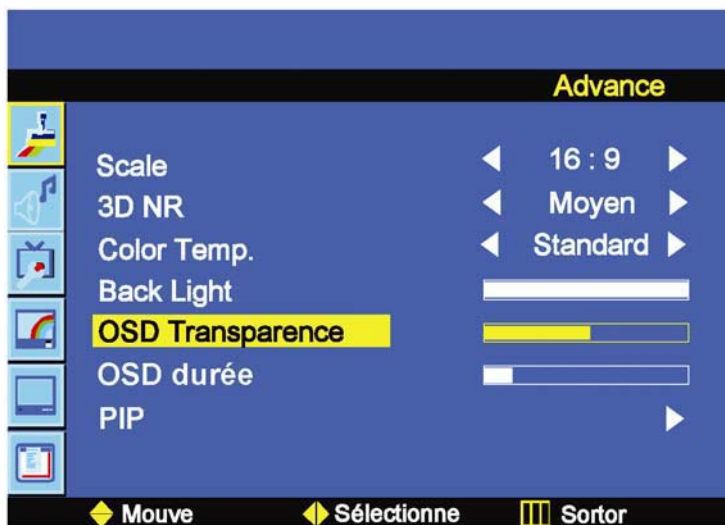 Advance
Scale 16 : 9
3D NR Moyen
Color Temp. Standard
Back Light
OSD Transparence
OSD durée
PIP
Mouve Sélectionne Sortor